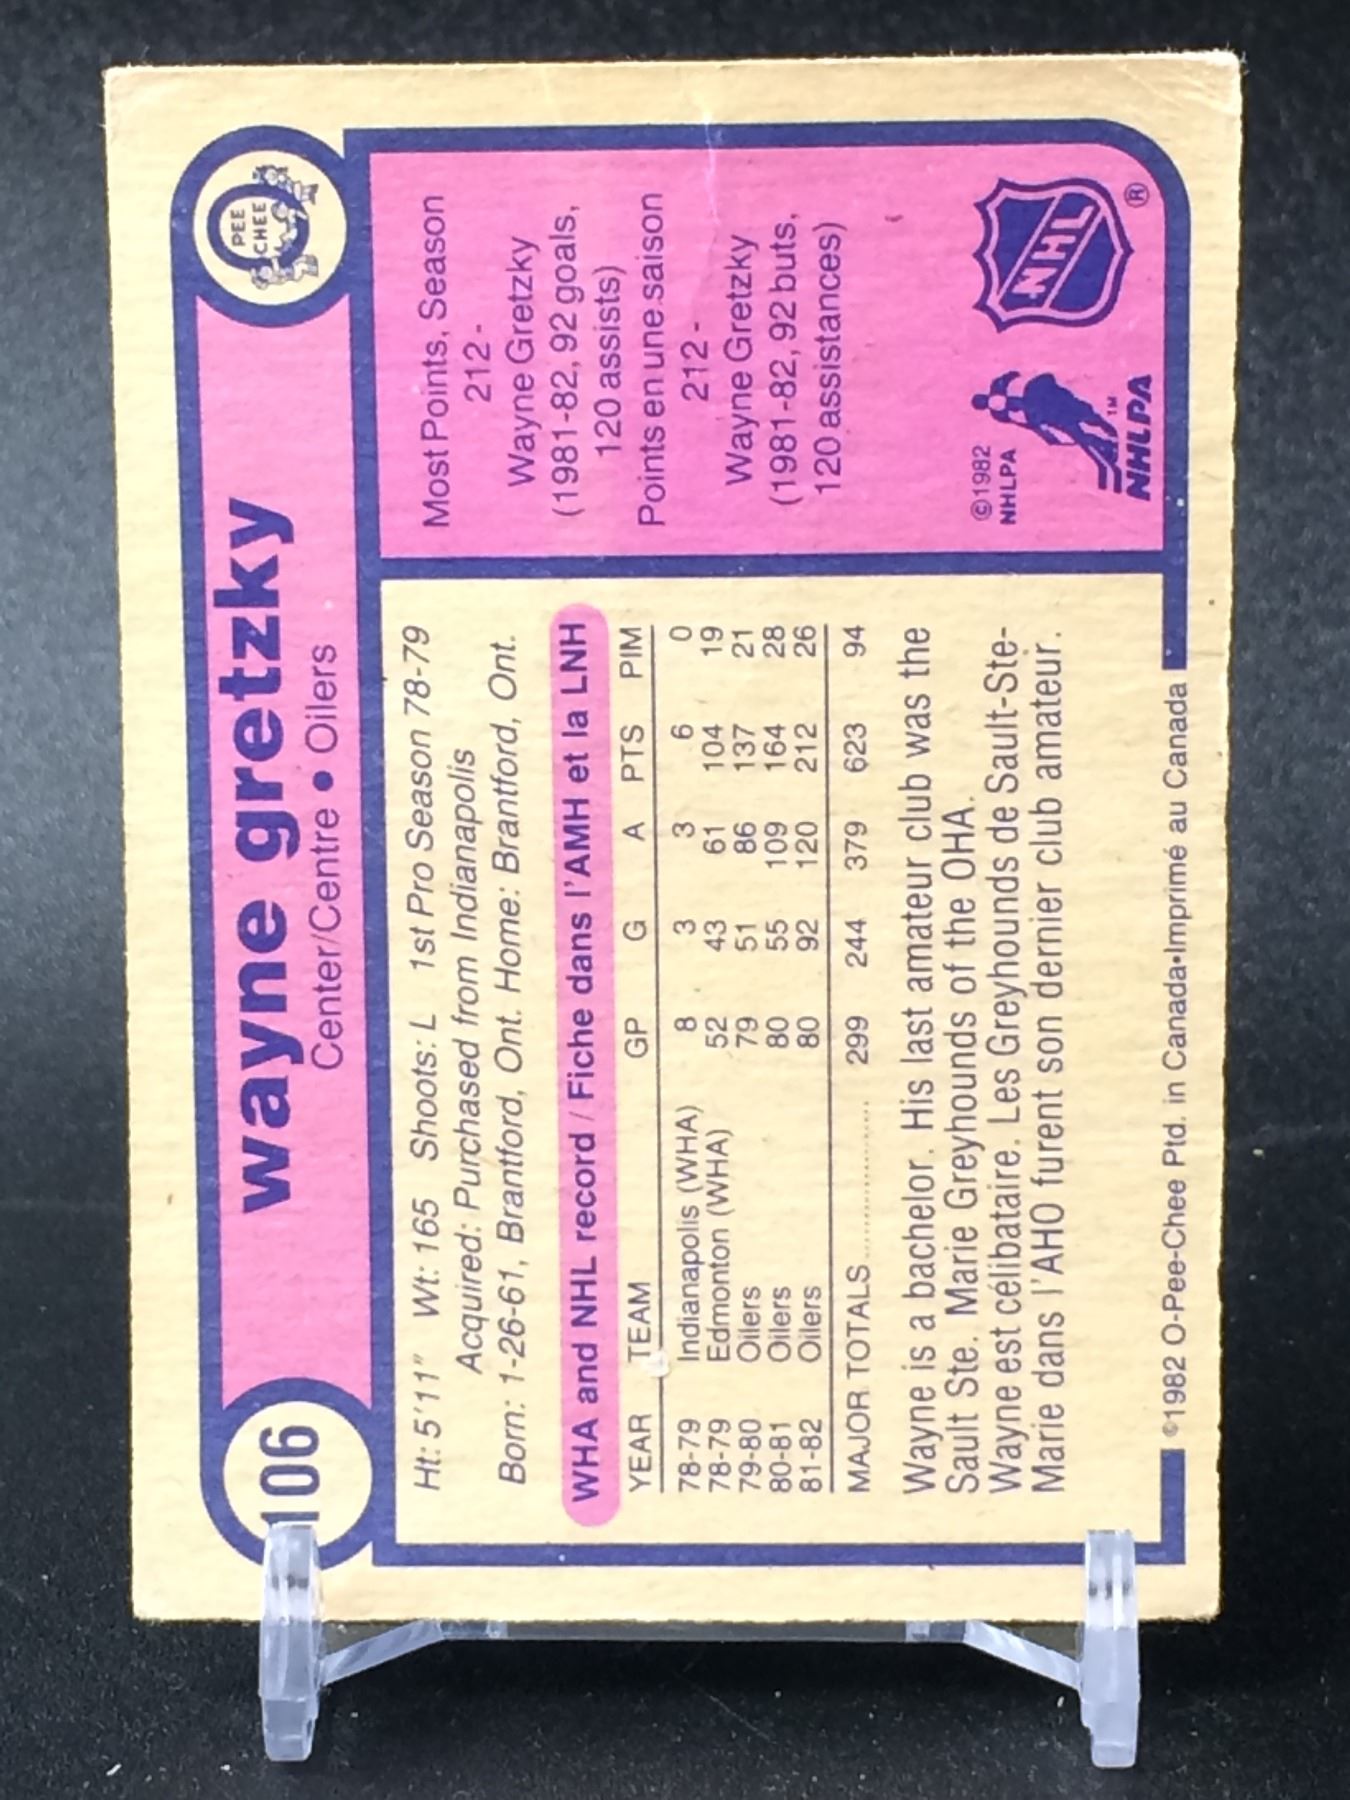 106
wayne gretzky
Center/Centre • Oilers
PEE
CHEE
Ht: 5'11" Wt: 165 Shoots: L 1st Pro Season 78-79
Acquired: Purchased from Indianapolis
Born: 1-26-61, Brantford, Ont. Home: Brantford, Ont.
WHA and NHL record / Fiche dans l'AMH et la LNH
YEAR TEAM GP G A PTS PIM
78-79 Indianapolis (WHA) 8 3 3 6 0
78-79 Edmonton (WHA) 52 43 61 104 19
79-80 Oilers 79 51 86 137 21
80-81 Oilers 80 55 109 164 28
81-82 Oilers 80 92 120 212 26
MAJOR TOTALS.................. 299 244 379 623 94
Wayne is a bachelor. His last amateur club was the
Sault Ste. Marie Greyhounds of the OHA.
Wayne est célibataire. Les Greyhounds de Sault-Ste-
Marie dans l'AHO furent son dernier club amateur.
©1982 O-Pee-Chee Ptd. in Canada•Imprimé au Canada
Most Points, Season
212-
Wayne Gretzky
(1981-82, 92 goals,
120 assists)
Points en une saison
212-
Wayne Gretzky
(1981-82, 92 buts,
120 assistances)
©1982
NHLPA
TM
NHLPA
NHL
®